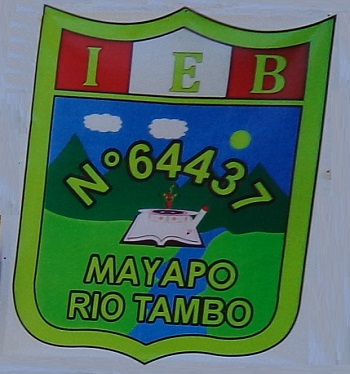 I E B
N° 64437
MAYAPO
RIO TAMBO